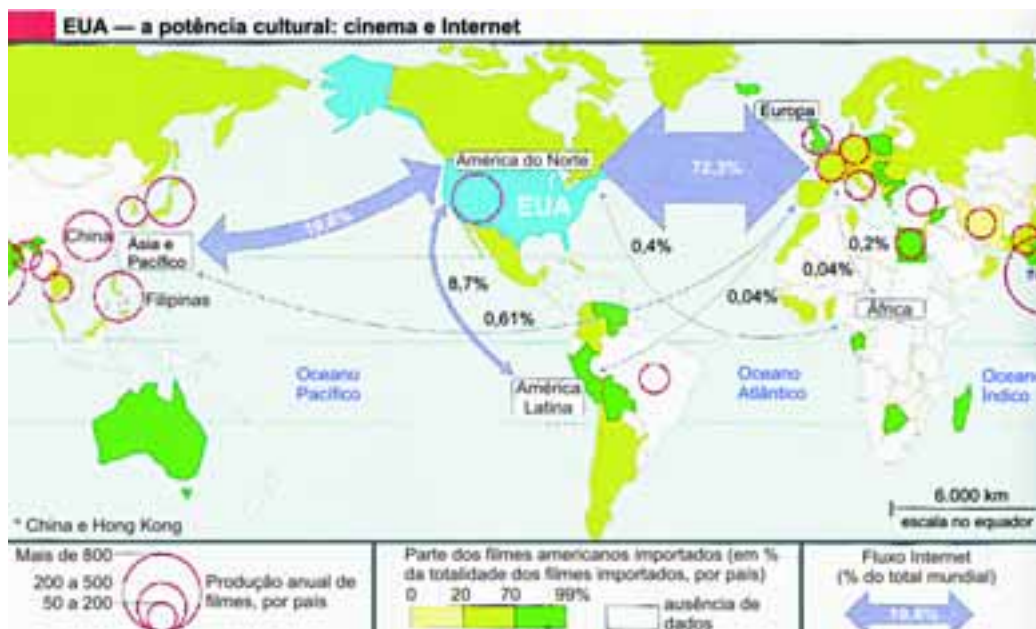 EUA — a potência cultural: cinema e Internet
Europa
América do Norte
72,3%
EUA
China
Ásia e
Pacífico
Filipinas
0,4%
0,2%
8,7%
0,04%
0,04%
África
0,61%
Oceano
Pacífico
América
Latina
Oceano
Atlântico
Oceano
Índico
6.000 km
escala no equador
* China e Hong Kong
Mais de 800
200 a 500
50 a 200
Produção anual de
filmes, por país
Parte dos filmes americanos importados (em %
da totalidade dos filmes importados, por país)
0 20 70 99%
ausência de
dados
Fluxo Internet
(% do total mundial)